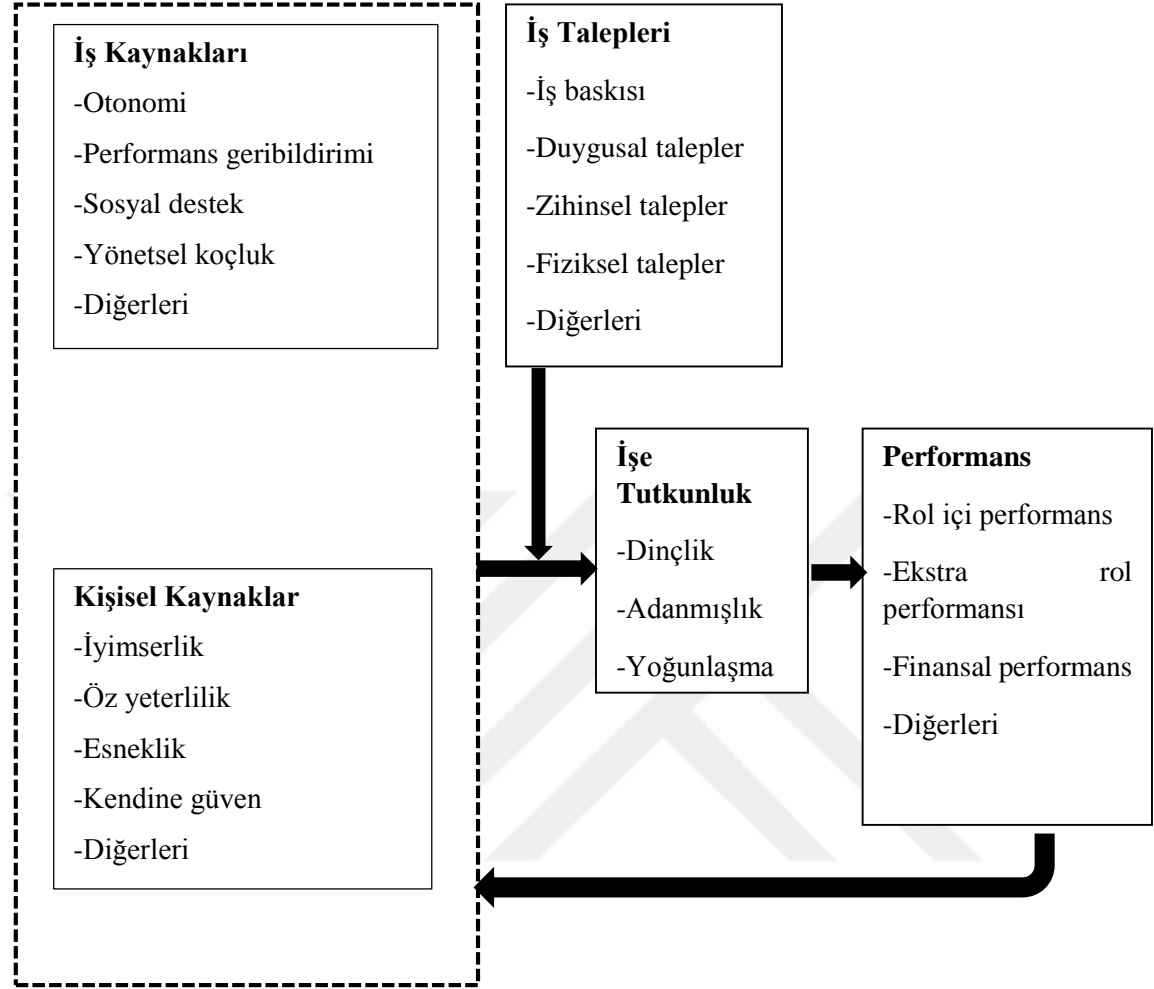 İş Kaynakları
-Otonomi
-Performans geribildirimi
-Sosyal destek
-Yönetsel koçluk
-Diğerleri
İş Talepleri
-İş baskısı
-Duygusal talepler
-Zihinsel talepler
-Fiziksel talepler
-Diğerleri
Kişisel Kaynaklar
-İyimserlik
-Öz yeterlilik
-Esneklik
-Kendine güven
-Diğerleri
İşe
Tutkunluk
-Dinçlik
-Adanmışlık
-Yoğunlaşma
Performans
-Rol içi performans
-Ekstra rol
performansı
-Finansal performans
-Diğerleri